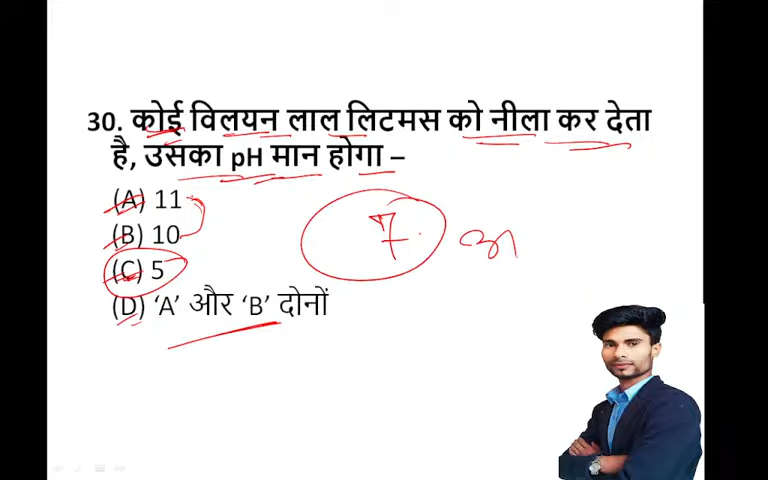 30. कोई विलयन लाल लिटमस को नीला कर देता
है, उसका pH मान होगा –
(A) 11
(B) 10
(C) 5
(D) ‘A’ और ‘B’ दोनों
7